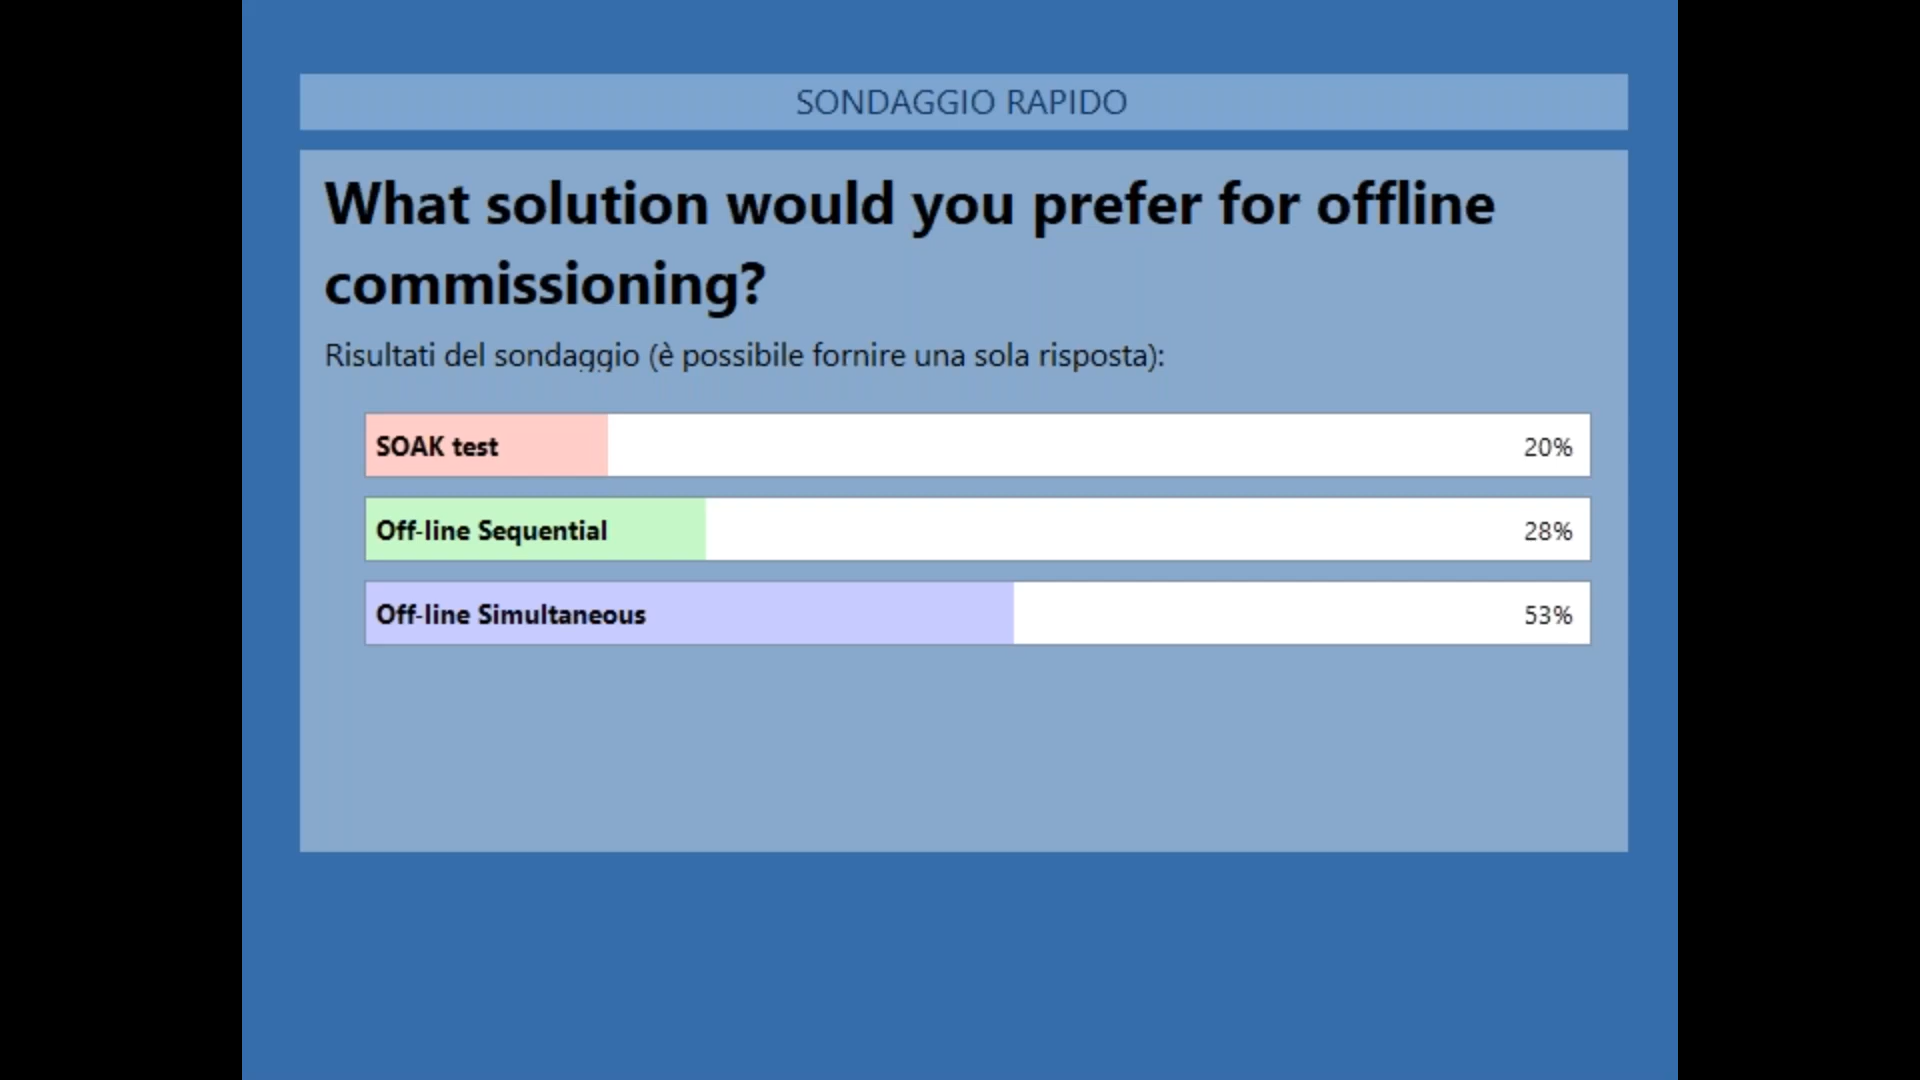 SONDAGGIO RAPIDO
What solution would you prefer for offline
commissioning?
Risultati del sondaggio (è possibile fornire una sola risposta):
SOAK test 20%
Off-line Sequential 28%
Off-line Simultaneous 53%